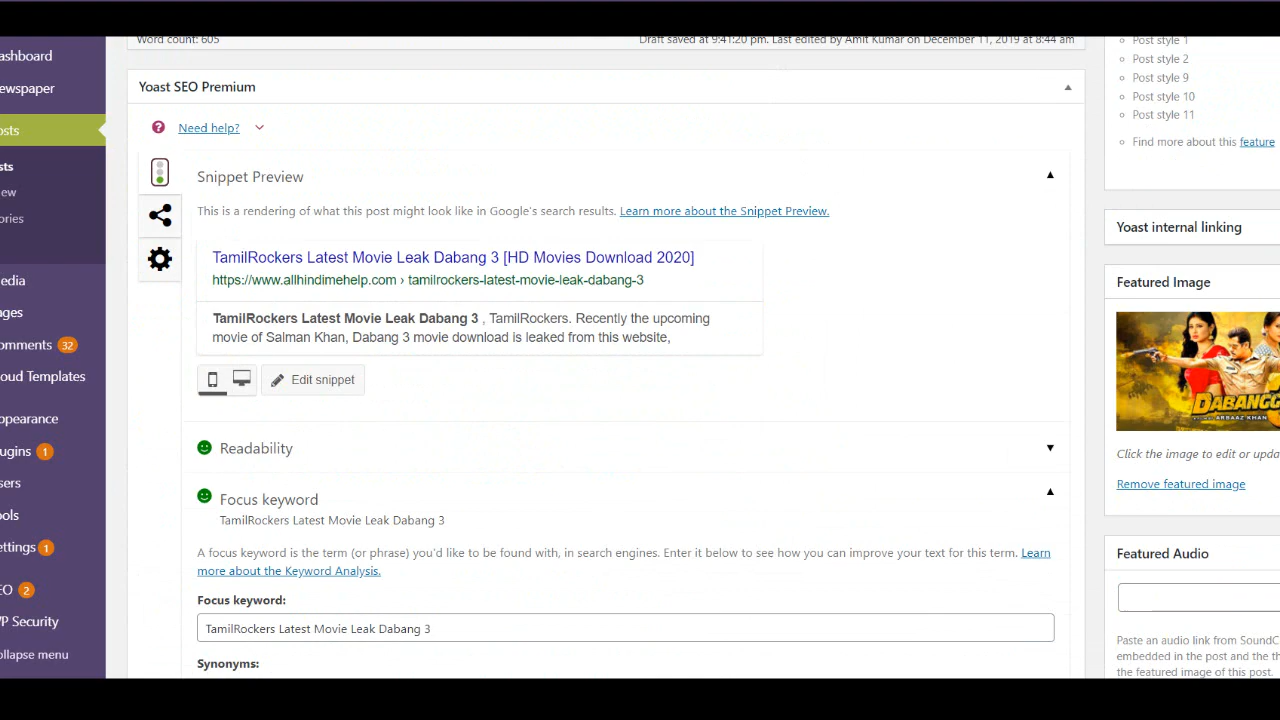 Word count: 605
Draft saved at 9:41:20 pm. Last edited by Amit Kumar on December 11, 2019 at 8:44 am
ashboard
ewspaper
osts
sts
ew
ories
edia
ages
omments 32
oud Templates
ppearance
lugins 1
sers
ools
ettings 1
EO 2
VP Security
ollapse menu
Yoast SEO Premium
Need help?
Snippet Preview
This is a rendering of what this post might look like in Google's search results. Learn more about the Snippet Preview.
TamilRockers Latest Movie Leak Dabang 3 [HD Movies Download 2020]
https://www.allhindimehelp.com › tamilrockers-latest-movie-leak-dabang-3
TamilRockers Latest Movie Leak Dabang 3 , TamilRockers. Recently the upcoming
movie of Salman Khan, Dabang 3 movie download is leaked from this website,
Edit snippet
Readability
Focus keyword
TamilRockers Latest Movie Leak Dabang 3
A focus keyword is the term (or phrase) you'd like to be found with, in search engines. Enter it below to see how you can improve your text for this term. Learn
more about the Keyword Analysis.
Focus keyword:
TamilRockers Latest Movie Leak Dabang 3
Synonyms:
Post style 1
Post style 2
Post style 9
Post style 10
Post style 11
Find more about this feature
Yoast internal linking
Featured Image
DABANGG
ARBAAZ KHAN
Click the image to edit or upda
Remove featured image
Featured Audio
Paste an audio link from SoundC
embedded in the post and the th
the featured image of this post.